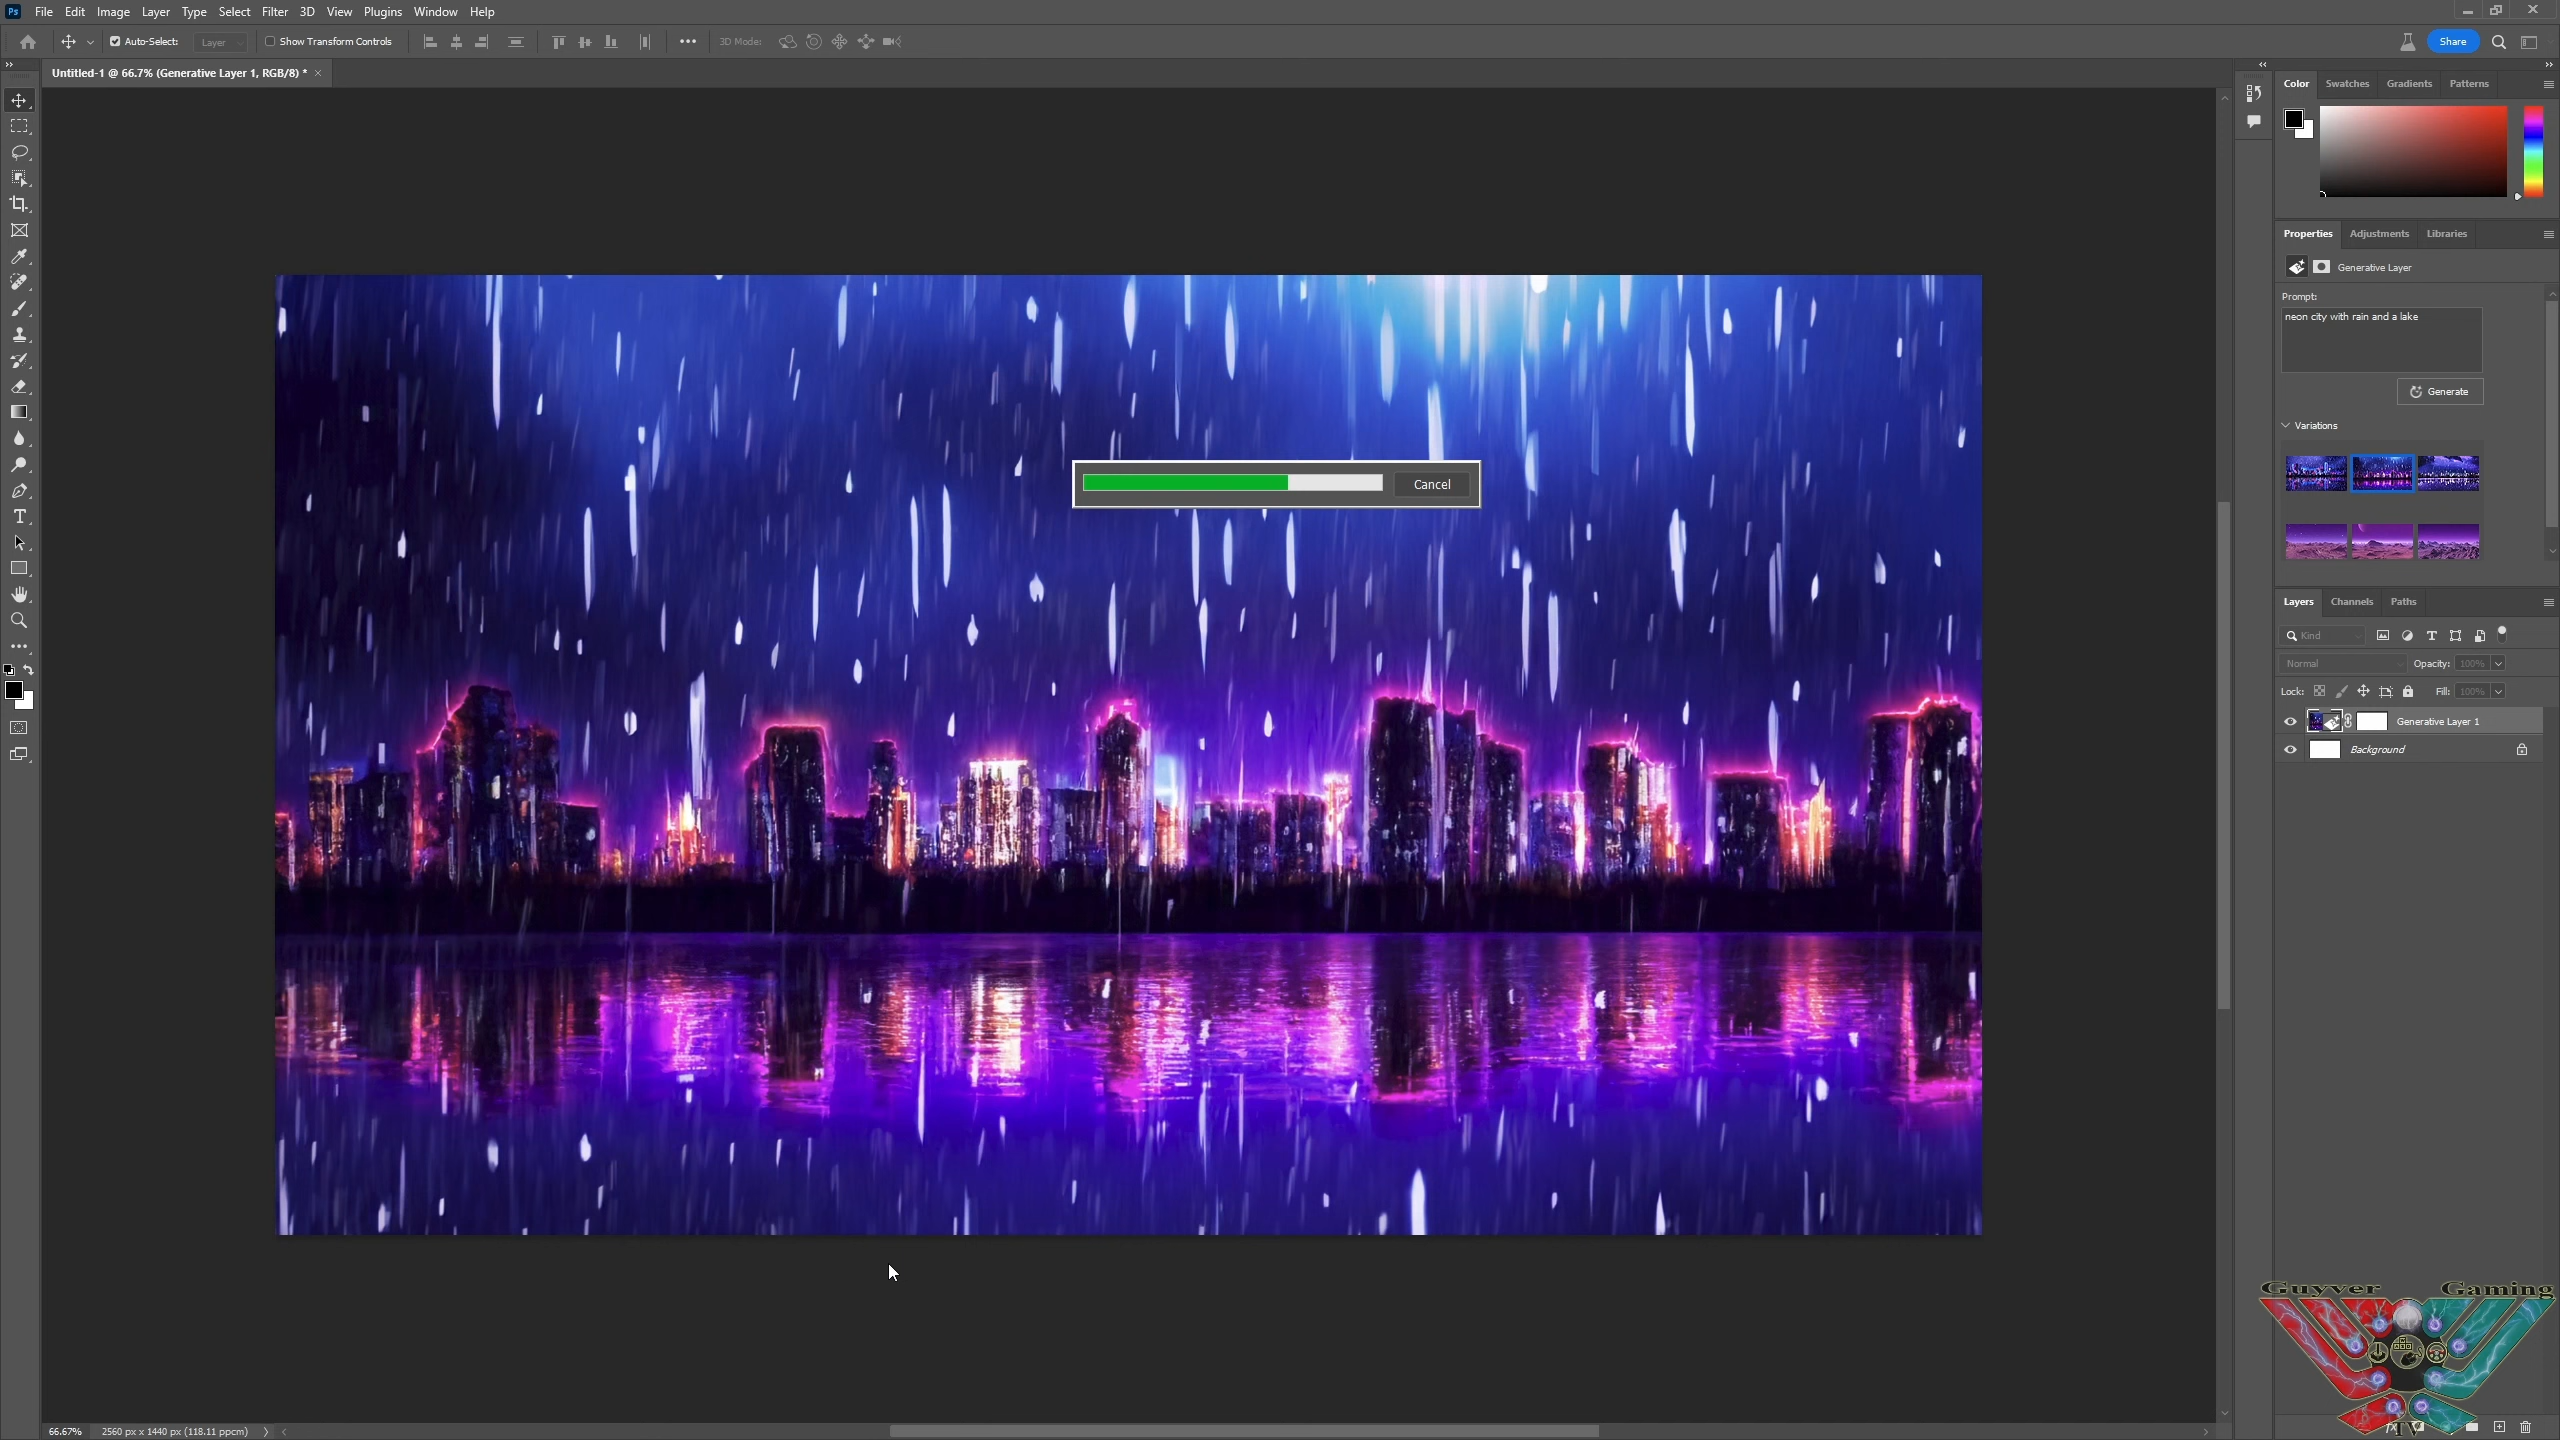 Ps File Edit Image Layer Type Select Filter 3D View Plugins Window Help
Auto-Select: Layer Show Transform Controls 3D Mode: Share
Untitled-1 @ 66.7% (Generative Layer 1, RGB/8) * ×
Color Swatches Gradients Patterns
Properties Adjustments Libraries
Generative Layer
Prompt:
neon city with rain and a lake
Generate
Variations
Cancel
Layers Channels Paths
Kind
Normal Opacity: 100%
Lock: Fill: 100%
Generative Layer 1
Background
Guyver Gaming
TV
66.67% 2560 px x 1440 px (118.11 ppcm)